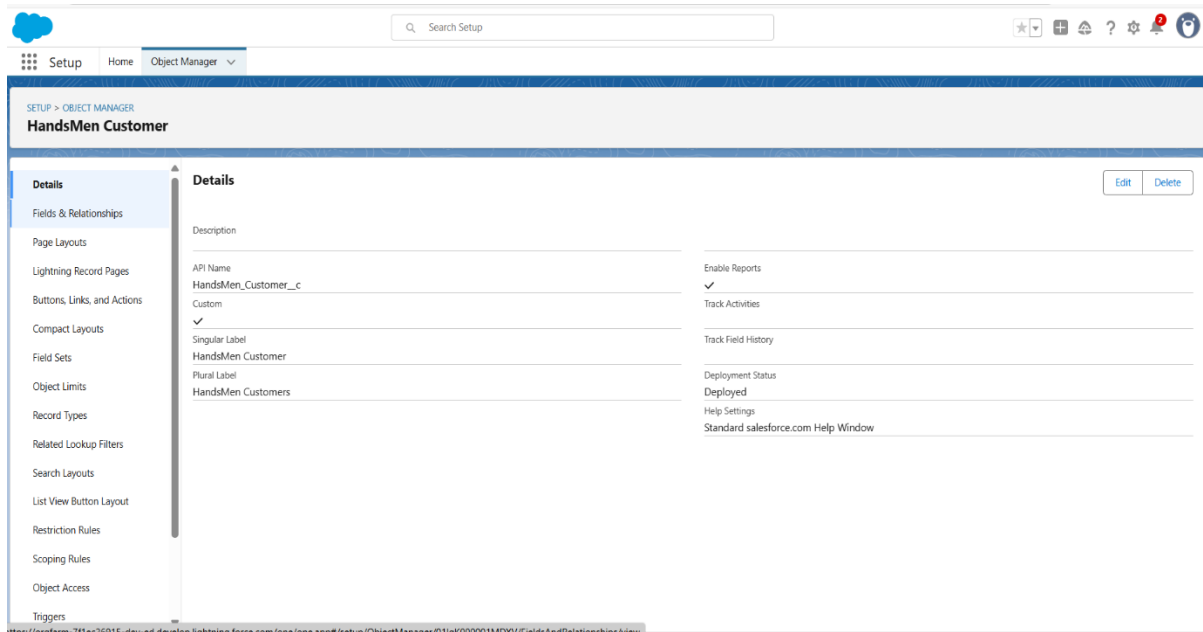 Search Setup
2
Setup Home Object Manager
SETUP > OBJECT MANAGER
HandsMen Customer
Details
Fields & Relationships
Page Layouts
Lightning Record Pages
Buttons, Links, and Actions
Compact Layouts
Field Sets
Object Limits
Record Types
Related Lookup Filters
Search Layouts
List View Button Layout
Restriction Rules
Scoping Rules
Object Access
Triggers
Details
Edit Delete
Description
API Name
HandsMen_Customer__c
Custom
Singular Label
HandsMen Customer
Plural Label
HandsMen Customers
Enable Reports
Track Activities
Track Field History
Deployment Status
Deployed
Help Settings
Standard salesforce.com Help Window